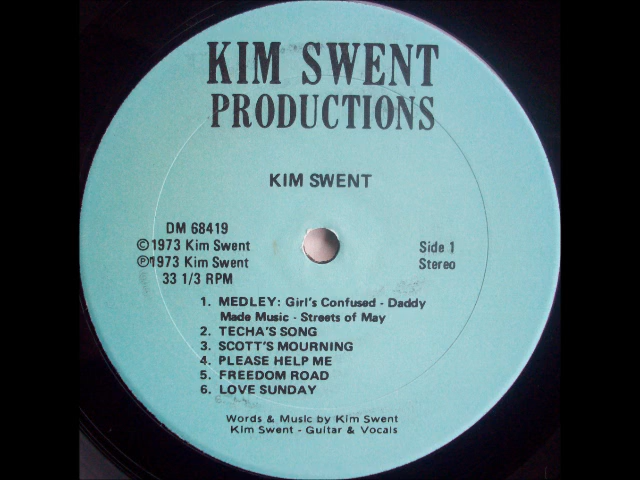 KIM SWENT
PRODUCTIONS
KIM SWENT
DM 68419
©1973 Kim Swent
℗1973 Kim Swent
33 1/3 RPM
Side 1
Stereo
1. MEDLEY: Girl's Confused - Daddy
Made Music - Streets of May
2. TECHA'S SONG
3. SCOTT'S MOURNING
4. PLEASE HELP ME
5. FREEDOM ROAD
6. LOVE SUNDAY
Words & Music by Kim Swent
Kim Swent - Guitar & Vocals